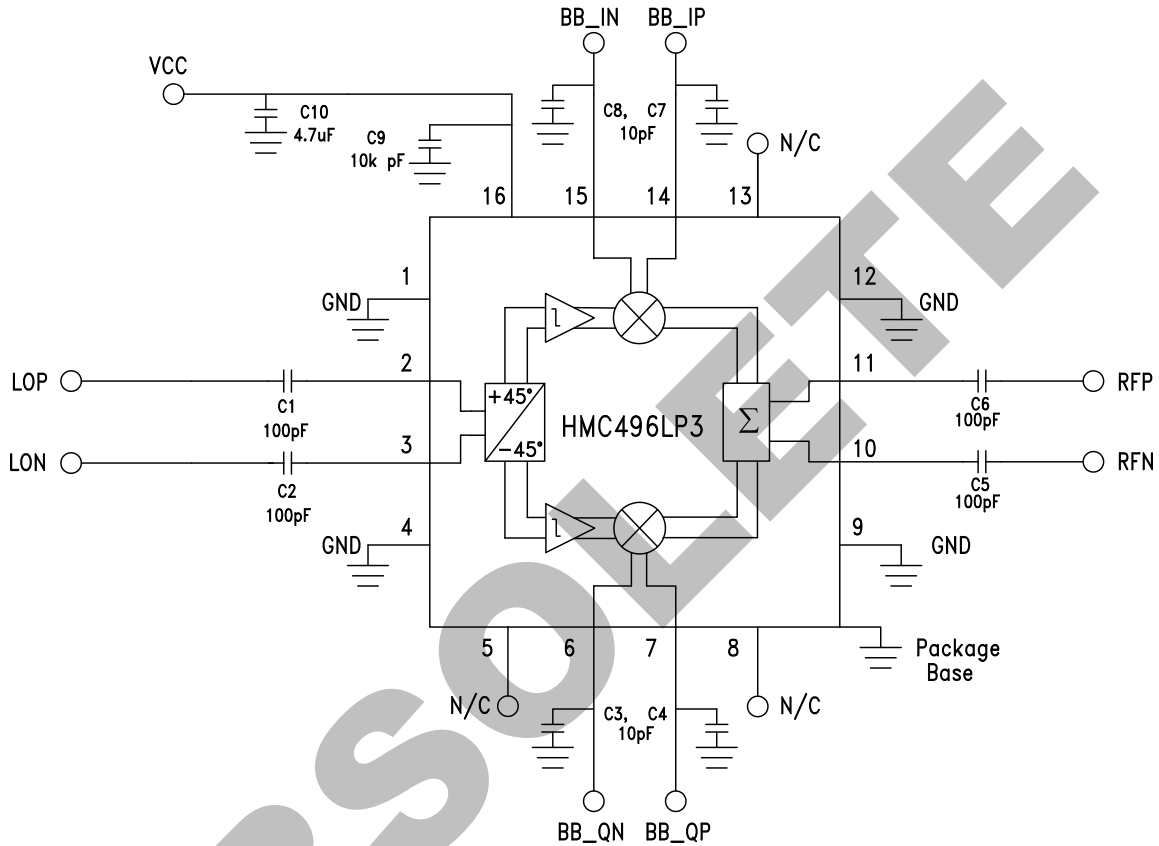 BB_IN BB_IP
VCC
C10
4.7uF
C9
10k pF
C8, C7
10pF
N/C
16 15 14 13
1
GND
12
GND
LOP
C1
100pF
2
+45°
-45°
HMC496LP3
Σ
11
C6
100pF
RFP
LON
C2
100pF
3
10
C5
100pF
RFN
4
GND
9
GND
5 6 7 8
Package
Base
N/C
C3, C4
10pF
N/C
BB_QN BB_QP
OBSOLETE